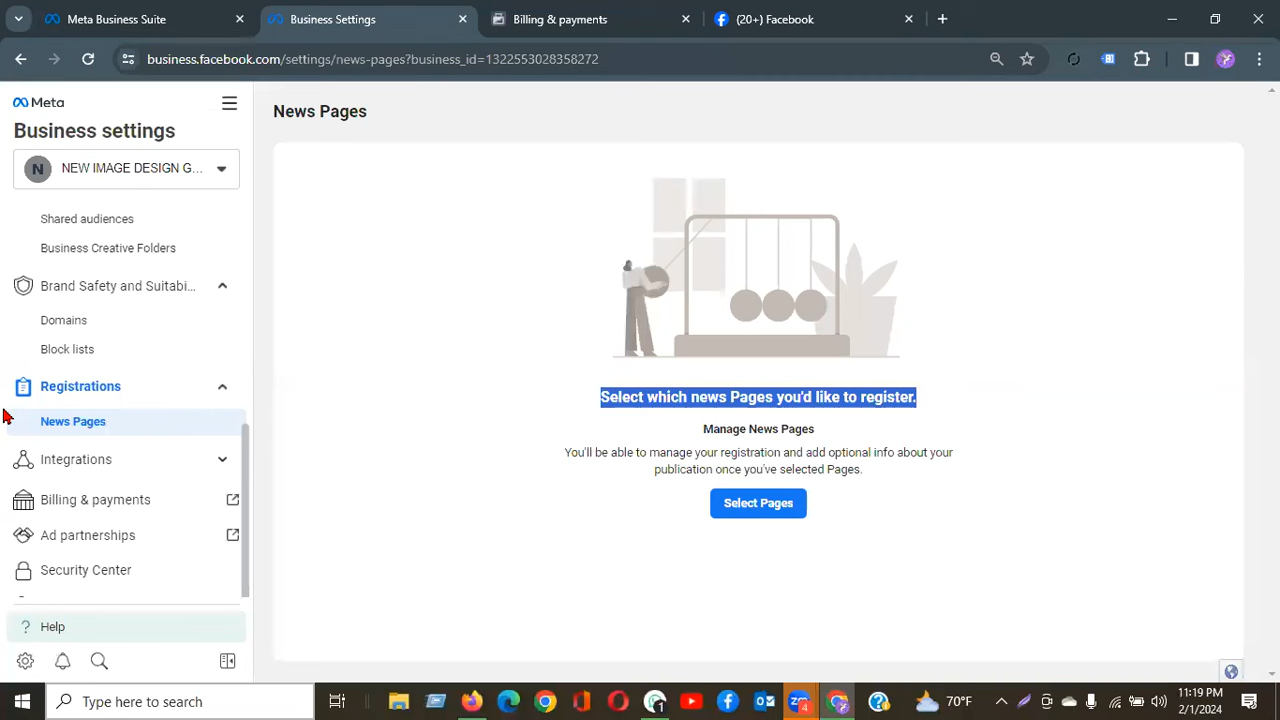 Meta Business Suite
Business Settings
Billing & payments
(20+) Facebook
business.facebook.com/settings/news-pages?business_id=1322553028358272
Meta
Business settings
N NEW IMAGE DESIGN G...
Shared audiences
Business Creative Folders
Brand Safety and Suitabi...
Domains
Block lists
Registrations
News Pages
Integrations
Billing & payments
Ad partnerships
Security Center
? Help
News Pages
Select which news Pages you'd like to register.
Manage News Pages
You'll be able to manage your registration and add optional info about your
publication once you've selected Pages.
Select Pages
Type here to search
70°F
11:19 PM
2/1/2024